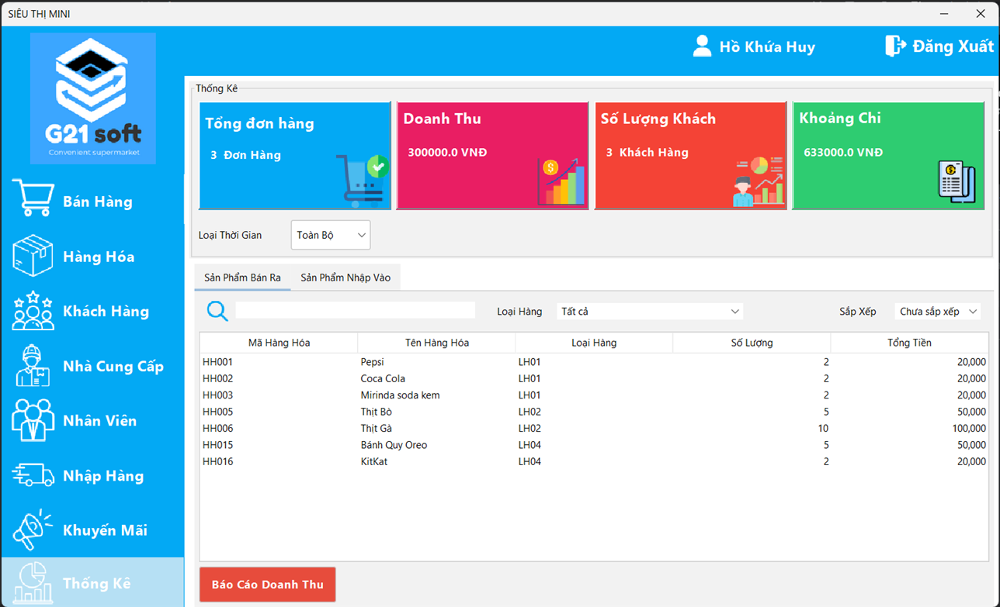 SIÊU THỊ MINI
G21 soft
Convenient supermarket
Hồ Khứa Huy
Đăng Xuất
Bán Hàng
Hàng Hóa
Khách Hàng
Nhà Cung Cấp
Nhân Viên
Nhập Hàng
Khuyến Mãi
Thống Kê
Thống Kê
Tổng đơn hàng
3 Đơn Hàng
Doanh Thu
300000.0 VNĐ
Số Lượng Khách
3 Khách Hàng
Khoảng Chi
633000.0 VNĐ
Loại Thời Gian Toàn Bộ
Sản Phẩm Bán Ra Sản Phẩm Nhập Vào
Loại Hàng Tất cả Sắp Xếp Chưa sắp xếp
Mã Hàng Hóa Tên Hàng Hóa Loại Hàng Số Lượng Tổng Tiền
HH001 Pepsi LH01 2 20,000
HH002 Coca Cola LH01 2 20,000
HH003 Mirinda soda kem LH01 2 20,000
HH005 Thịt Bò LH02 5 50,000
HH006 Thịt Gà LH02 10 100,000
HH015 Bánh Quy Oreo LH04 5 50,000
HH016 KitKat LH04 2 20,000
Báo Cáo Doanh Thu